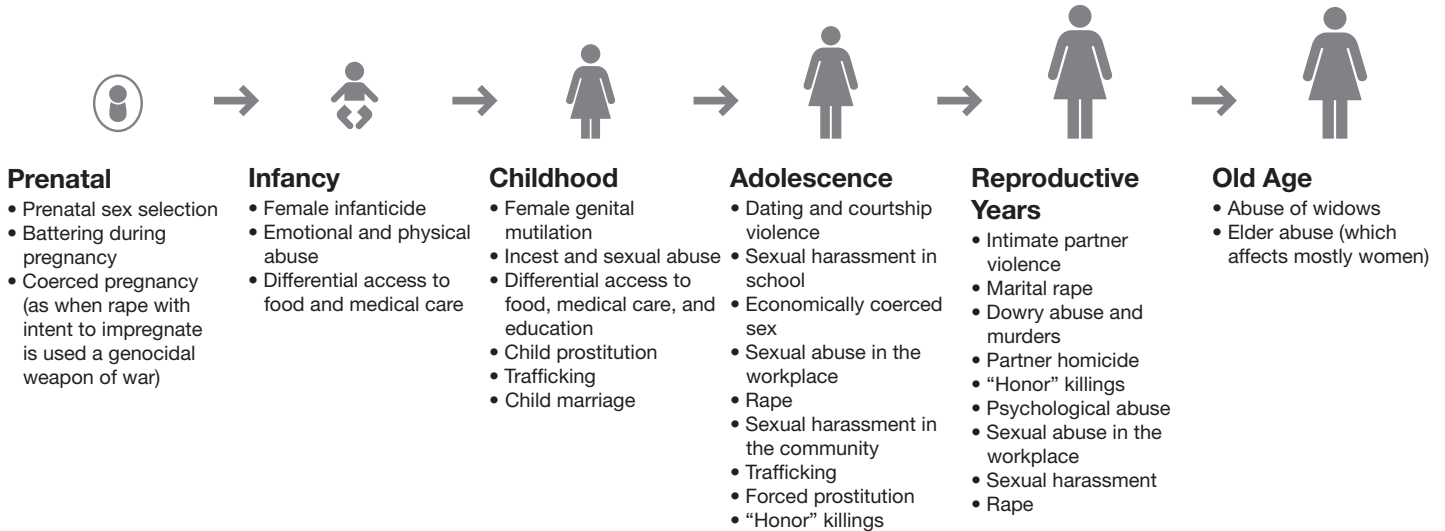 Prenatal
• Prenatal sex selection
• Battering during
pregnancy
• Coerced pregnancy
(as when rape with
intent to impregnate
is used a genocidal
weapon of war)
Infancy
• Female infanticide
• Emotional and physical
abuse
• Differential access to
food and medical care
Childhood
• Female genital
mutilation
• Incest and sexual abuse
• Differential access to
food, medical care, and
education
• Child prostitution
• Trafficking
• Child marriage
Adolescence
• Dating and courtship
violence
• Sexual harassment in
school
• Economically coerced
sex
• Sexual abuse in the
workplace
• Rape
• Sexual harassment in
the community
• Trafficking
• Forced prostitution
• “Honor” killings
Reproductive
Years
• Intimate partner
violence
• Marital rape
• Dowry abuse and
murders
• Partner homicide
• “Honor” killings
• Psychological abuse
• Sexual abuse in the
workplace
• Sexual harassment
• Rape
Old Age
• Abuse of widows
• Elder abuse (which
affects mostly women)